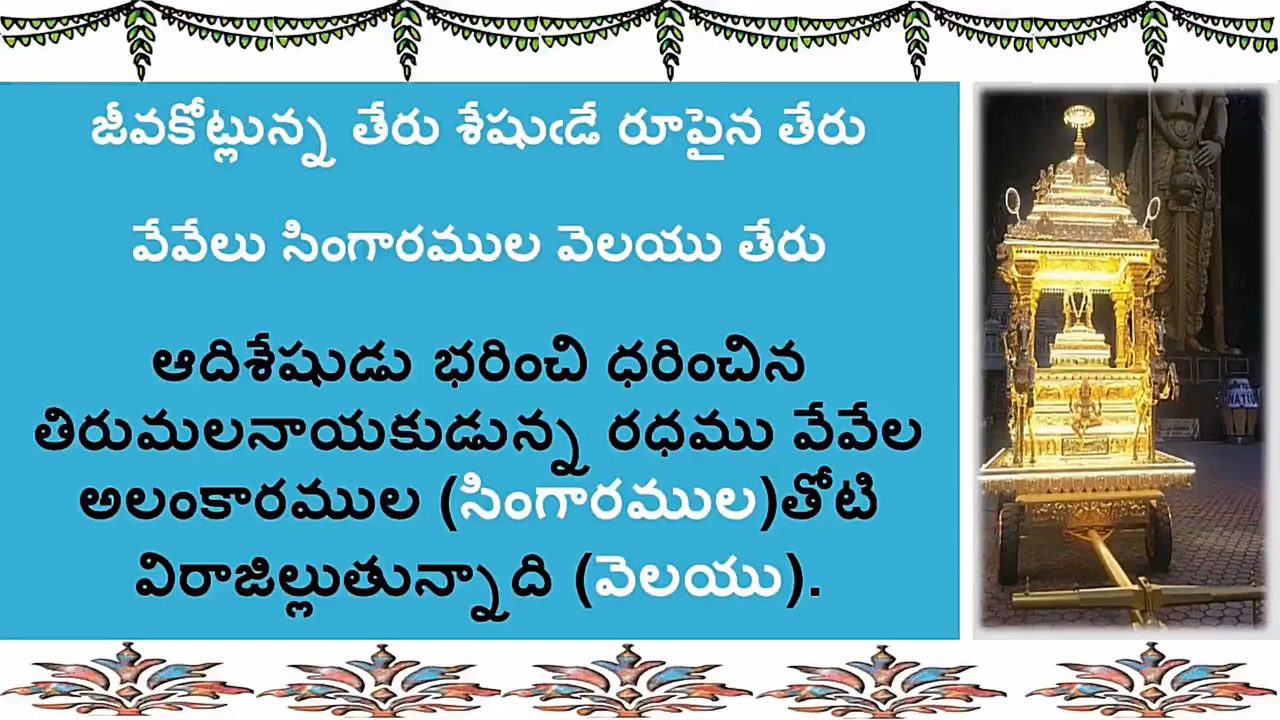 జీవకోట్లున్న తేరు శేషుఁడే రూపైన తేరు
వేవేలు సింగారముల వెలయు తేరు
ఆదిశేషుడు భరించి ధరించిన
తిరుమలనాయకుడున్న రధము వేవేల
అలంకారముల (సింగారముల)తోటి
విరాజిల్లుతున్నాది (వెలయు).